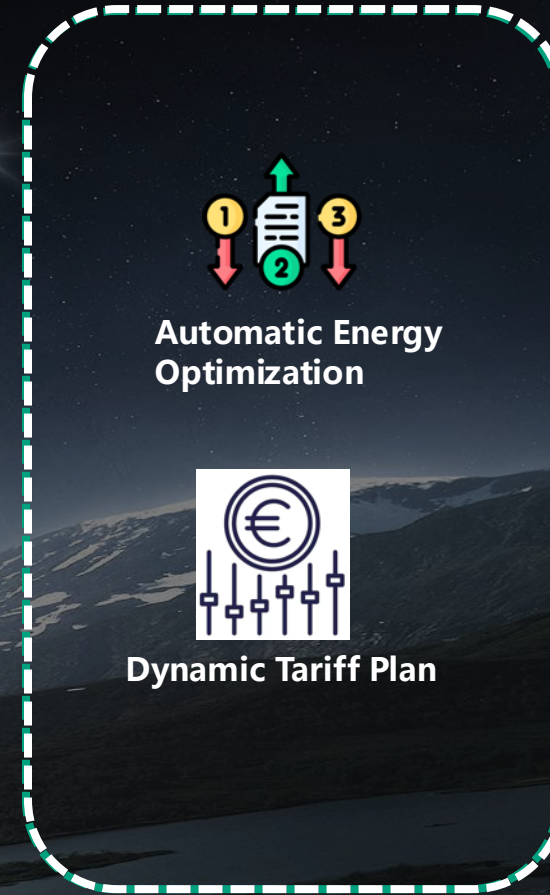 1
3
2
Automatic Energy
Optimization
€
Dynamic Tariff Plan